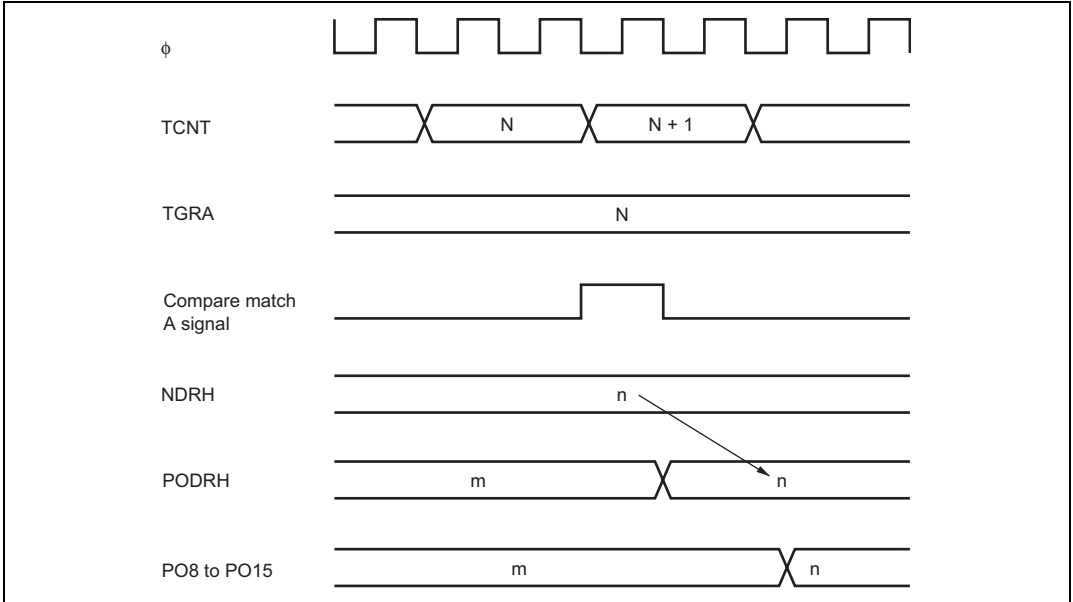 ϕ
TCNT
N
N + 1
TGRA
N
Compare match
A signal
NDRH
n
PODRH
m
n
PO8 to PO15
m
n